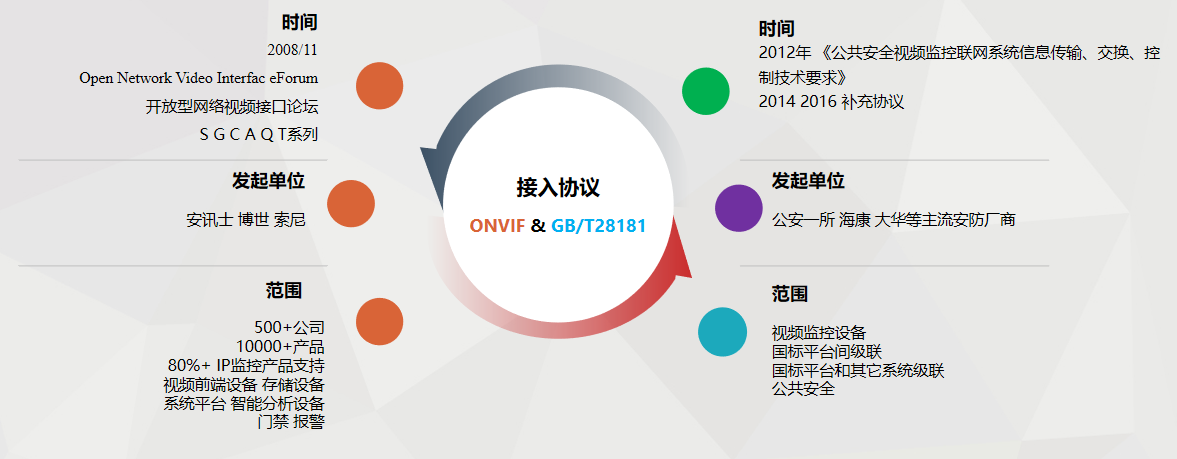 时间
2008/11
Open Network Video Interfac eForum
开放型网络视频接口论坛
S G C A Q T系列
发起单位
安讯士 博世 索尼
范围
500+公司
10000+产品
80%+ IP监控产品支持
视频前端设备 存储设备
系统平台 智能分析设备
门禁 报警
接入协议
ONVIF & GB/T28181
时间
2012年 《公共安全视频监控联网系统信息传输、交换、控
制技术要求》
2014 2016 补充协议
发起单位
公安一所 海康 大华等主流安防厂商
范围
视频监控设备
国标平台间级联
国标平台和其它系统级联
公共安全